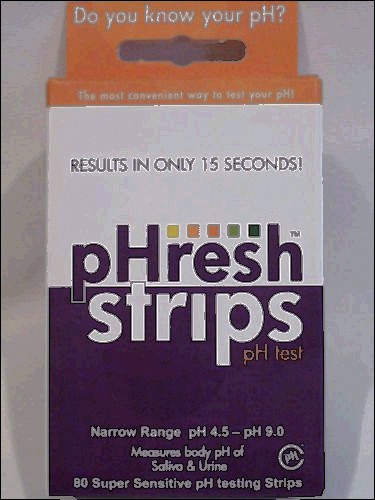 Do you know your pH?
The most convenient way to test your pH!
RESULTS IN ONLY 15 SECONDS!
pHresh™
strips
pH test
Narrow Range pH 4.5 – pH 9.0
Measures body pH of
Saliva & Urine
pH
80 Super Sensitive pH testing Strips